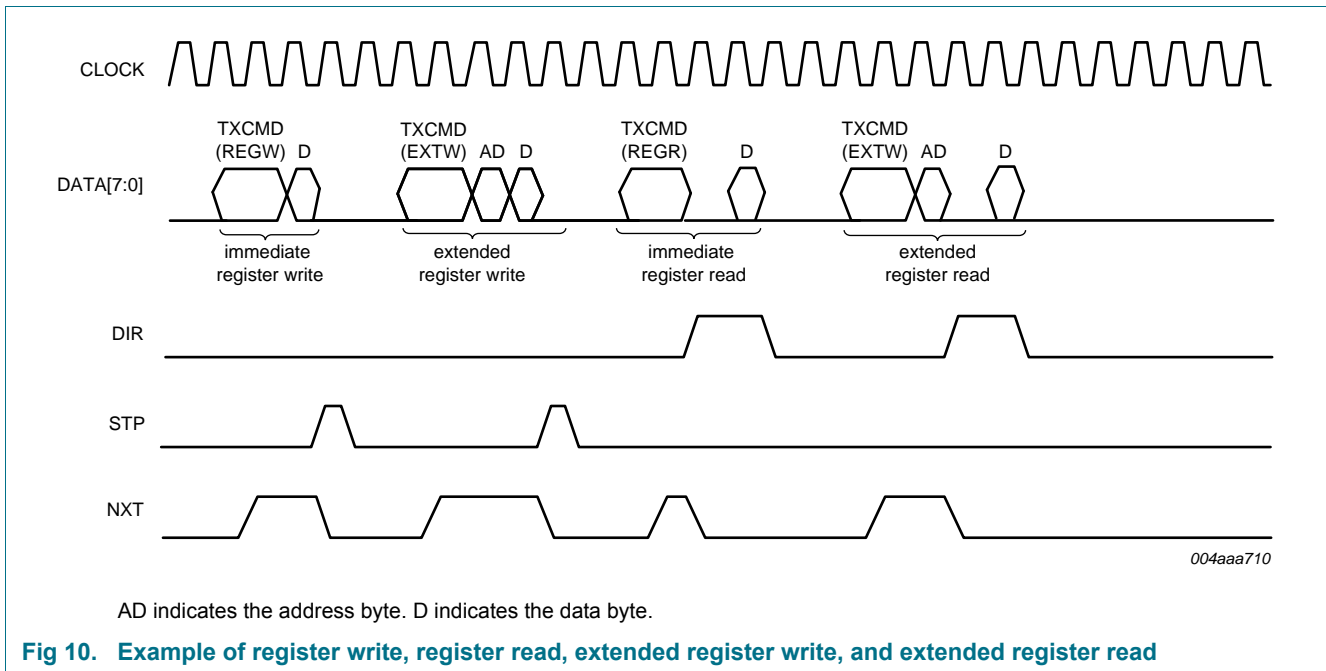 CLOCK
TXCMD TXCMD TXCMD TXCMD
(REGW) D (EXTW) AD D (REGR) D (EXTW) AD D
DATA[7:0]
immediate extended immediate extended
register write register write register read register read
DIR
STP
NXT
004aaa710
AD indicates the address byte. D indicates the data byte.
Fig 10. Example of register write, register read, extended register write, and extended register read